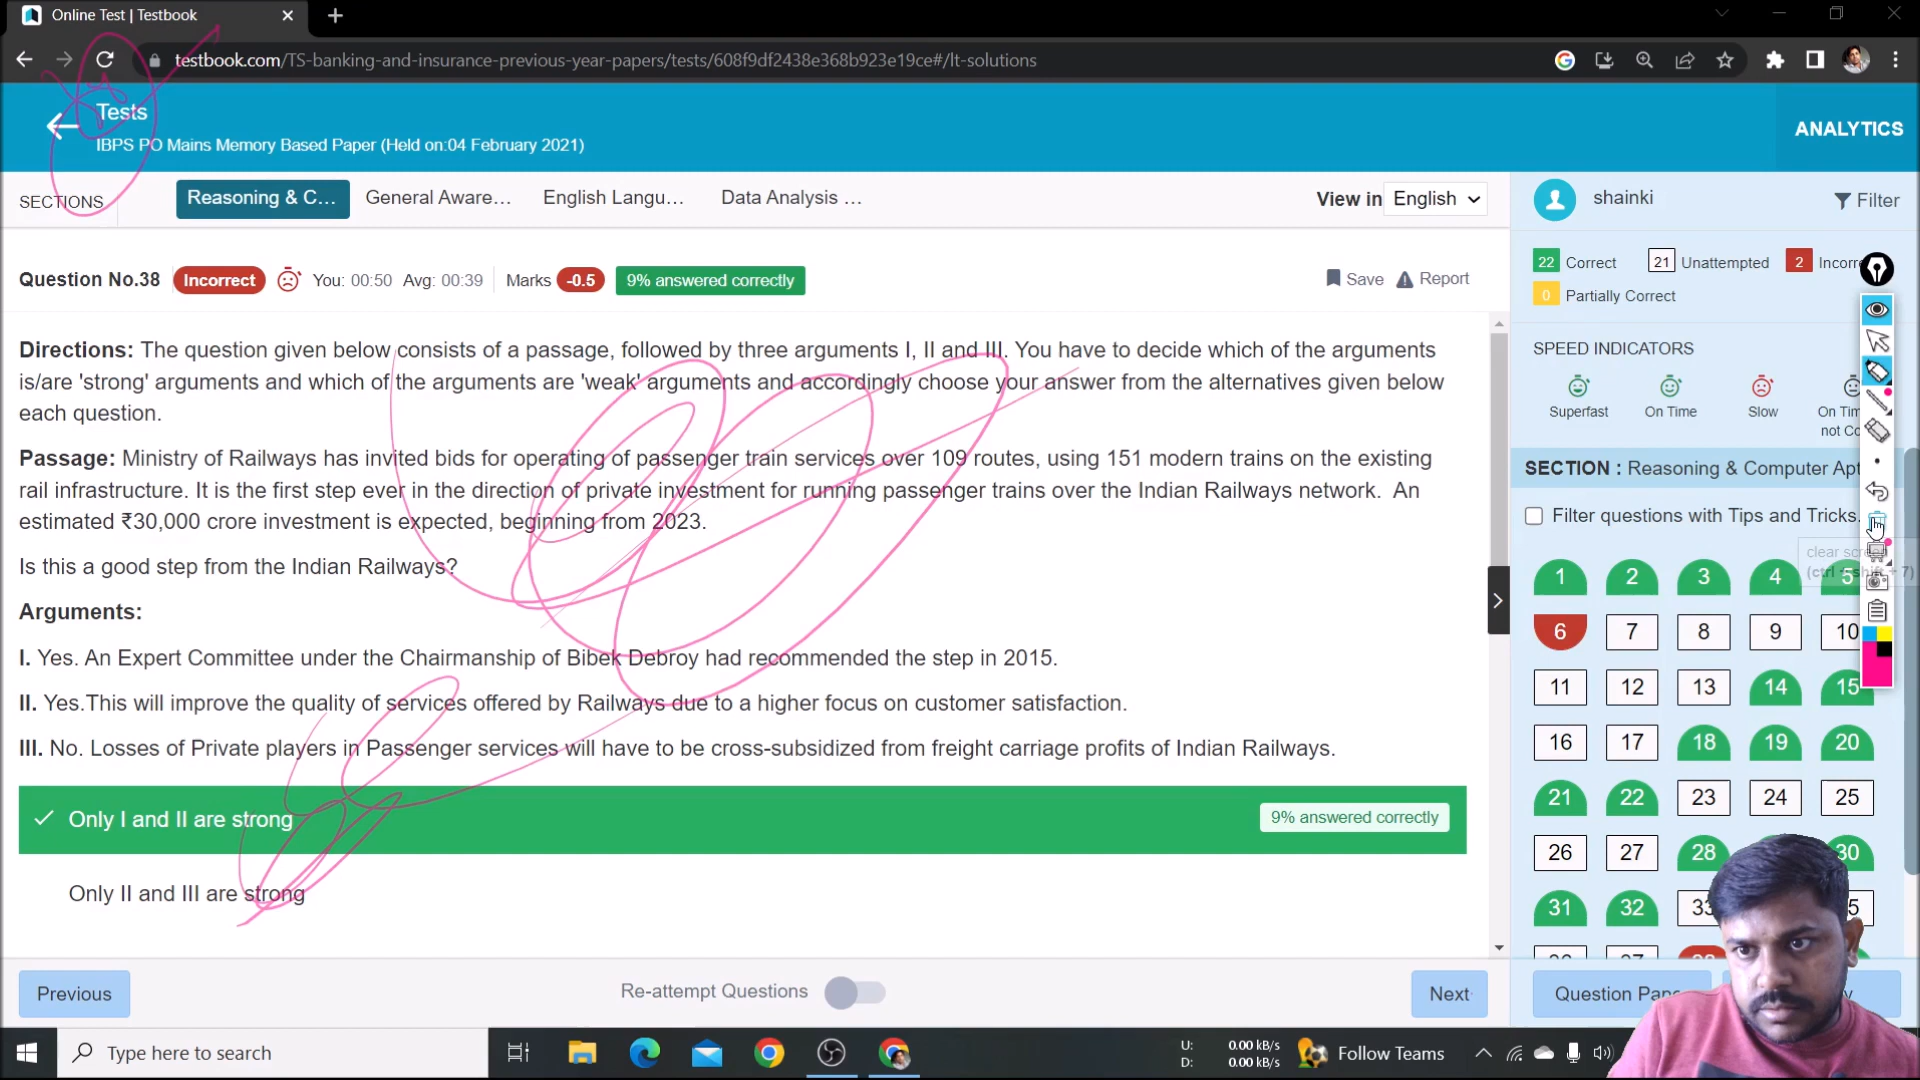 Online Test | Testbook
testbook.com/TS-banking-and-insurance-previous-year-papers/tests/608f9df2438e368b923e19ce#/lt-solutions
Tests
IBPS PO Mains Memory Based Paper (Held on:04 February 2021)
ANALYTICS
SECTIONS
Reasoning & C... General Aware... English Langu... Data Analysis ...
View in English
shainki
Filter
Question No.38 Incorrect You: 00:50 Avg: 00:39 Marks -0.5 9% answered correctly
Save Report
22 Correct 21 Unattempted 2 Incorre
0 Partially Correct
Directions: The question given below consists of a passage, followed by three arguments I, II and III. You have to decide which of the arguments
is/are 'strong' arguments and which of the arguments are 'weak' arguments and accordingly choose your answer from the alternatives given below
each question.
Passage: Ministry of Railways has invited bids for operating of passenger train services over 109 routes, using 151 modern trains on the existing
rail infrastructure. It is the first step ever in the direction of private investment for running passenger trains over the Indian Railways network. An
estimated ₹30,000 crore investment is expected, beginning from 2023.
Is this a good step from the Indian Railways?
Arguments:
I. Yes. An Expert Committee under the Chairmanship of Bibek Debroy had recommended the step in 2015.
II. Yes.This will improve the quality of services offered by Railways due to a higher focus on customer satisfaction.
III. No. Losses of Private players in Passenger services will have to be cross-subsidized from freight carriage profits of Indian Railways.
Only I and II are strong
9% answered correctly
Only II and III are strong
SPEED INDICATORS
Superfast On Time Slow On Tim
not Co
SECTION : Reasoning & Computer Apt
Filter questions with Tips and Tricks.
clear screen
(ctrl + shift + 7)
1 2 3 4 5
6 7 8 9 10
11 12 13 14 15
16 17 18 19 20
21 22 23 24 25
26 27 28 30
31 32 33 5
Previous
Re-attempt Questions
Next
Question Pape
Type here to search
U: 0.00 kB/s
D: 0.00 kB/s
Follow Teams